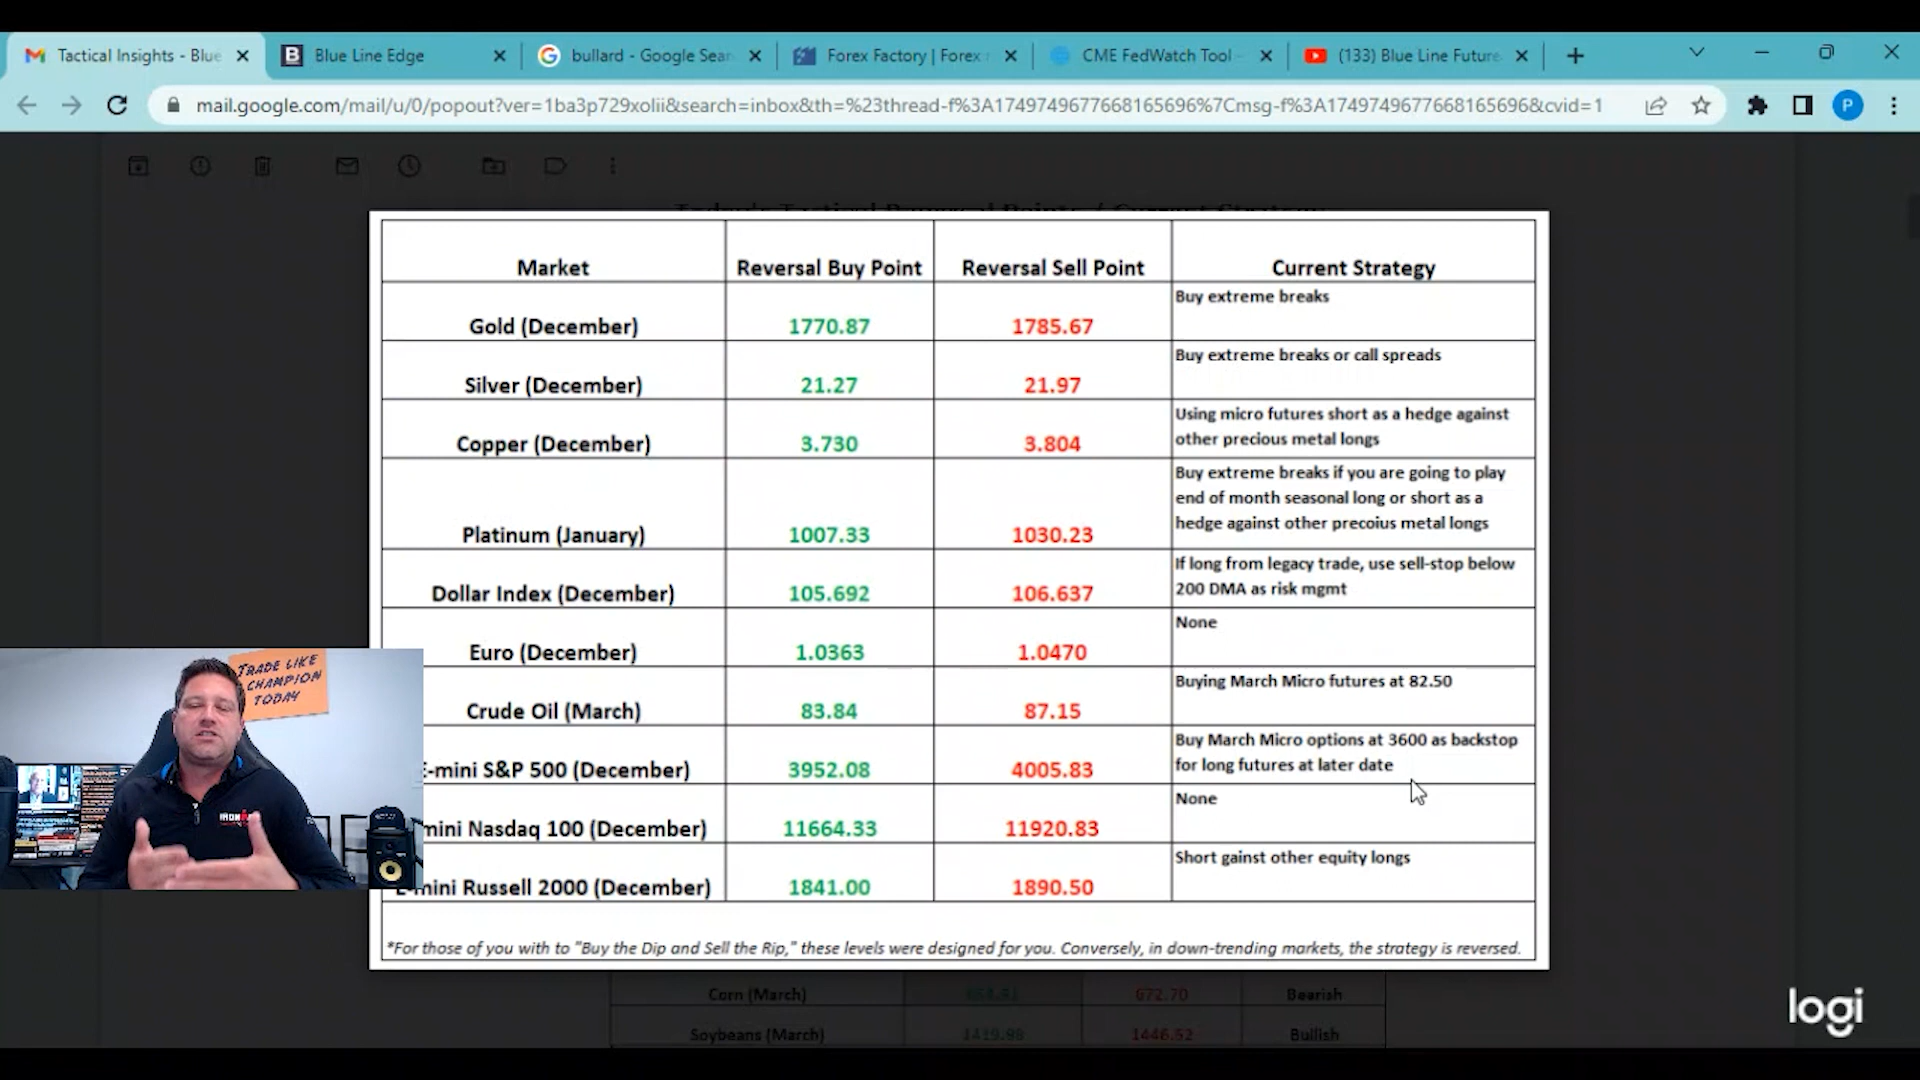 Tactical Insights - Blue
Blue Line Edge
bullard - Google Sear
Forex Factory | Forex
CME FedWatch Tool -
(133) Blue Line Future
mail.google.com/mail/u/0/popout?ver=1ba3p729xolii&search=inbox&th=%23thread-f%3A1749749677668165696%7Cmsg-f%3A1749749677668165696&cvid=1
P
Market Reversal Buy Point Reversal Sell Point Current Strategy
Gold (December) 1770.87 1785.67 Buy extreme breaks
Silver (December) 21.27 21.97 Buy extreme breaks or call spreads
Copper (December) 3.730 3.804 Using micro futures short as a hedge against
other precious metal longs
Platinum (January) 1007.33 1030.23 Buy extreme breaks if you are going to play
end of month seasonal long or short as a
hedge against other precoius metal longs
Dollar Index (December) 105.692 106.637 If long from legacy trade, use sell-stop below
200 DMA as risk mgmt
Euro (December) 1.0363 1.0470 None
Crude Oil (March) 83.84 87.15 Buying March Micro futures at 82.50
E-mini S&P 500 (December) 3952.08 4005.83 Buy March Micro options at 3600 as backstop
for long futures at later date
mini Nasdaq 100 (December) 11664.33 11920.83 None
E-mini Russell 2000 (December) 1841.00 1890.50 Short gainst other equity longs
*For those of you with to "Buy the Dip and Sell the Rip," these levels were designed for you. Conversely, in down-trending markets, the strategy is reversed.
Corn (March) 672.70 Bearish
Soybeans (March) 1419.98 1446.52 Bullish
TRADE LIKE
CHAMPION
TODAY
logi